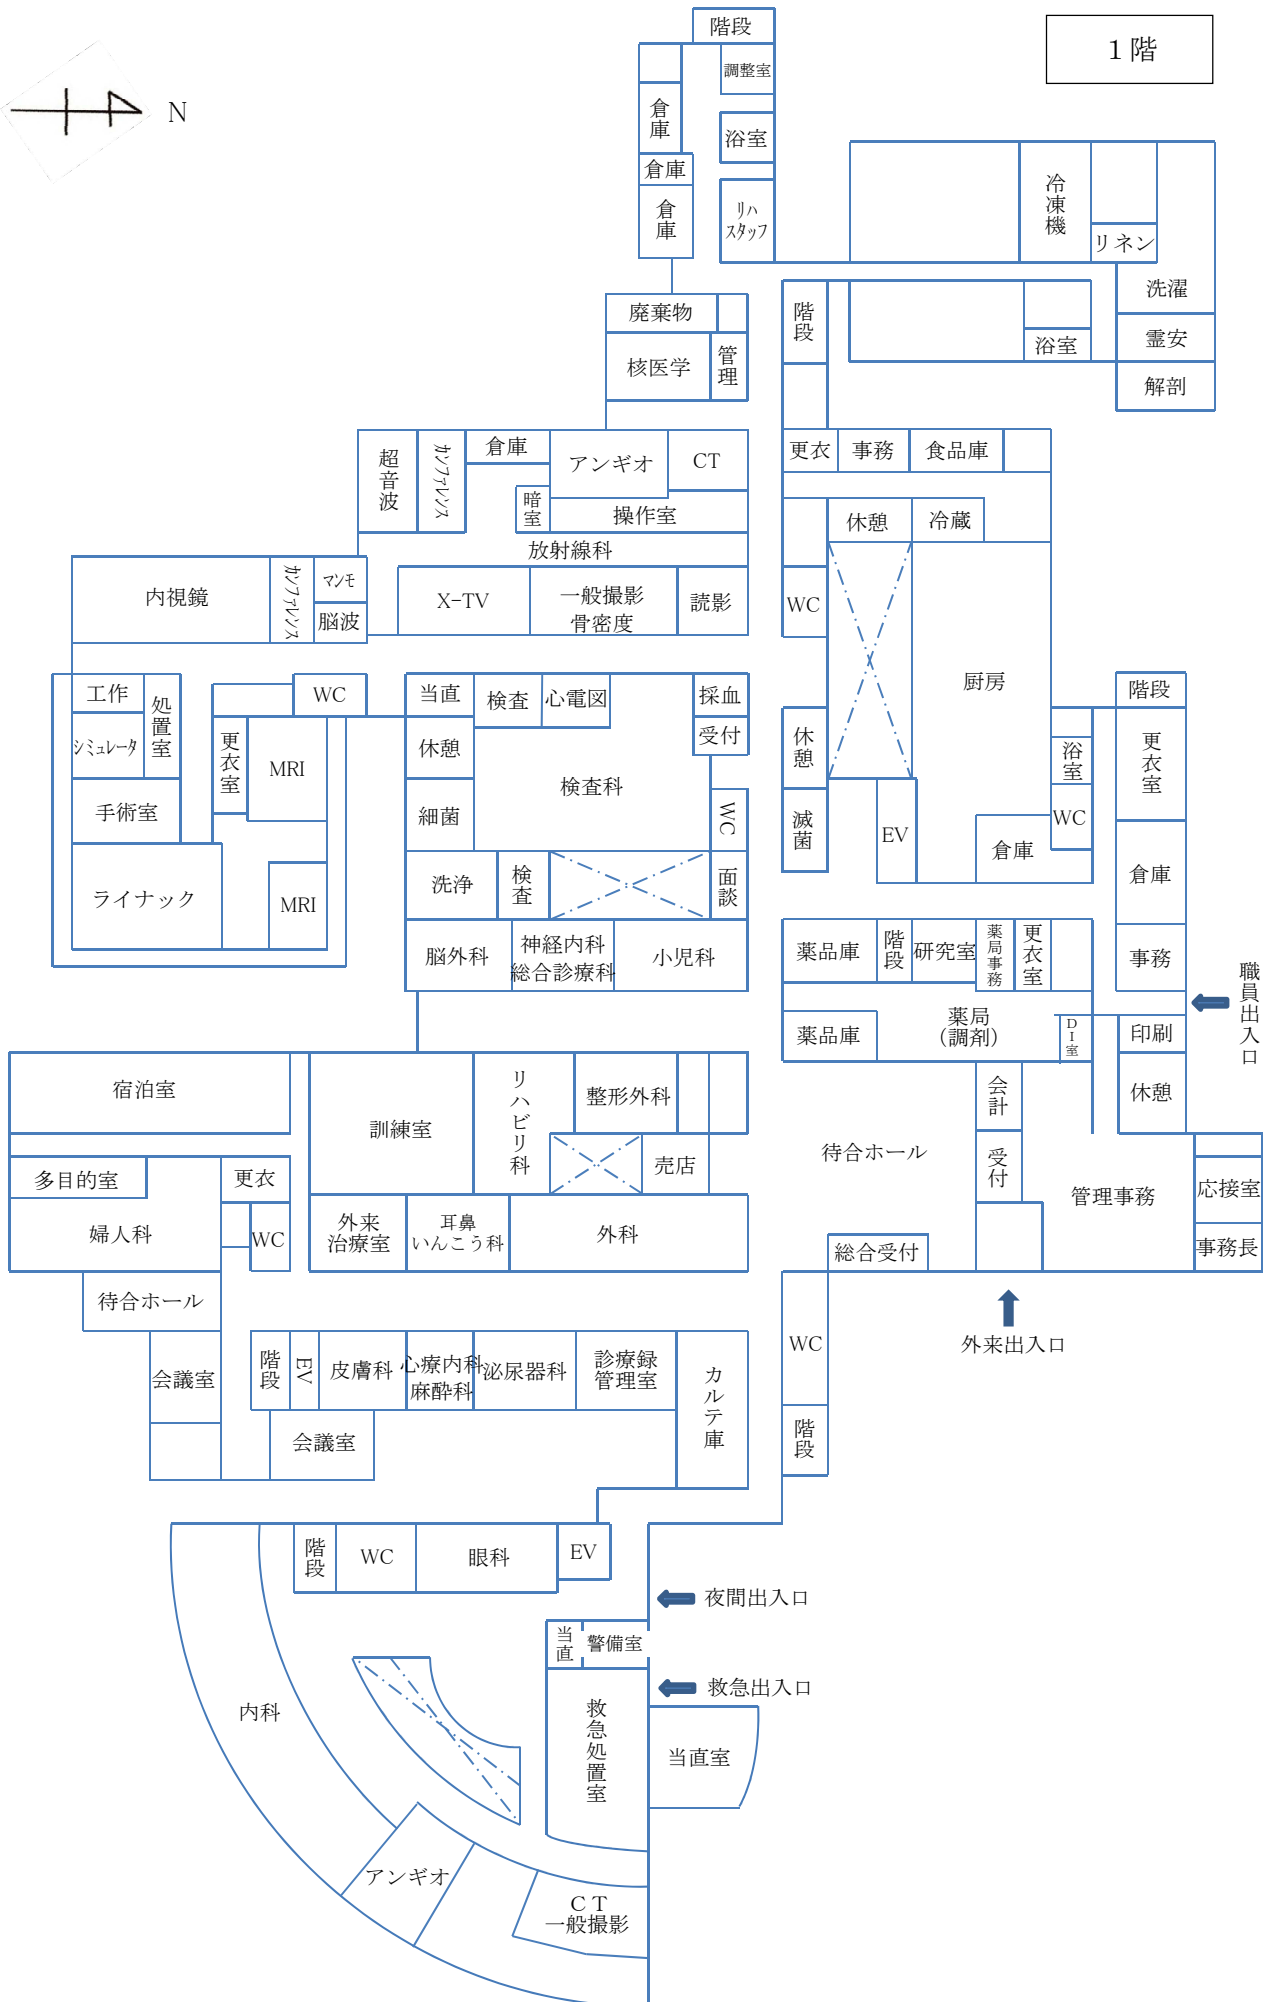 階段
1 階
調整室
N
倉庫
浴室
倉庫
冷凍機
倉庫
リハ
スタッフ
リネン
洗濯
廃棄物
階段
霊安
浴室
核医学
管理
解剖
超音波
カンファレンス
倉庫
アンギオ
CT
更衣
事務
食品庫
暗室
操作室
休憩
冷蔵
放射線科
内視鏡
カンファレンス
マンモ
脳波
X-TV
一般撮影
骨密度
読影
WC
工作
処置室
WC
当直
検査
心電図
採血
厨房
階段
シミュレータ
更衣室
MRI
休憩
受付
休憩
浴室
更衣室
手術室
細菌
検査科
WC
滅菌
EV
倉庫
WC
倉庫
ライナック
MRI
洗浄
検査
面談
脳外科
神経内科
総合診療科
小児科
薬品庫
階段
研究室
薬局事務
更衣室
事務
職員出入口
薬品庫
薬局
(調剤)
DI室
印刷
宿泊室
訓練室
リハビリ科
整形外科
会計
休憩
待合ホール
多目的室
更衣
売店
受付
管理事務
応接室
婦人科
WC
外来
治療室
耳鼻
いんこう科
外科
総合受付
事務長
待合ホール
外来出入口
会議室
階段
EV
皮膚科
心療内科
麻酔科
泌尿器科
診療録
管理室
カルテ庫
WC
会議室
階段
階段
WC
眼科
EV
夜間出入口
当直
警備室
救急出入口
内科
救急処置室
当直室
アンギオ
CT
一般撮影